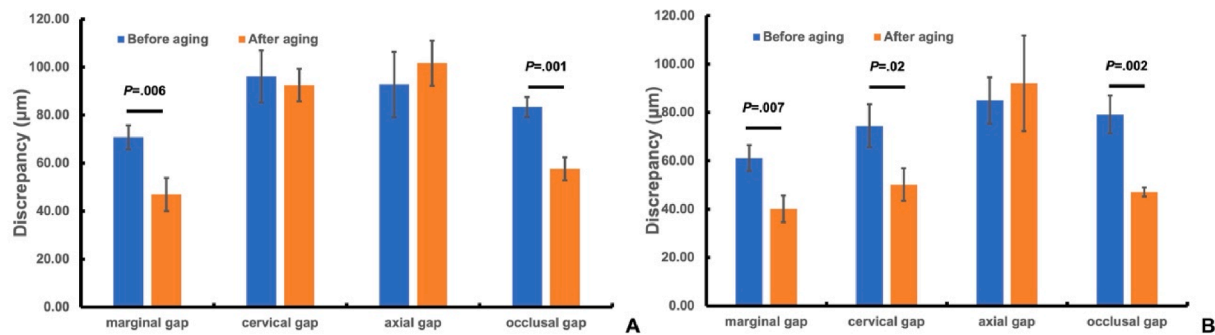 120.00
Before aging After aging
P=.006
P=.001
100.00
80.00
60.00
40.00
20.00
0.00
Discrepancy (μm)
marginal gap cervical gap axial gap occlusal gap
A
120.00
Before aging After aging
P=.007
P=.02
P=.002
100.00
80.00
60.00
40.00
20.00
0.00
Discrepancy (μm)
marginal gap cervical gap axial gap occlusal gap
B